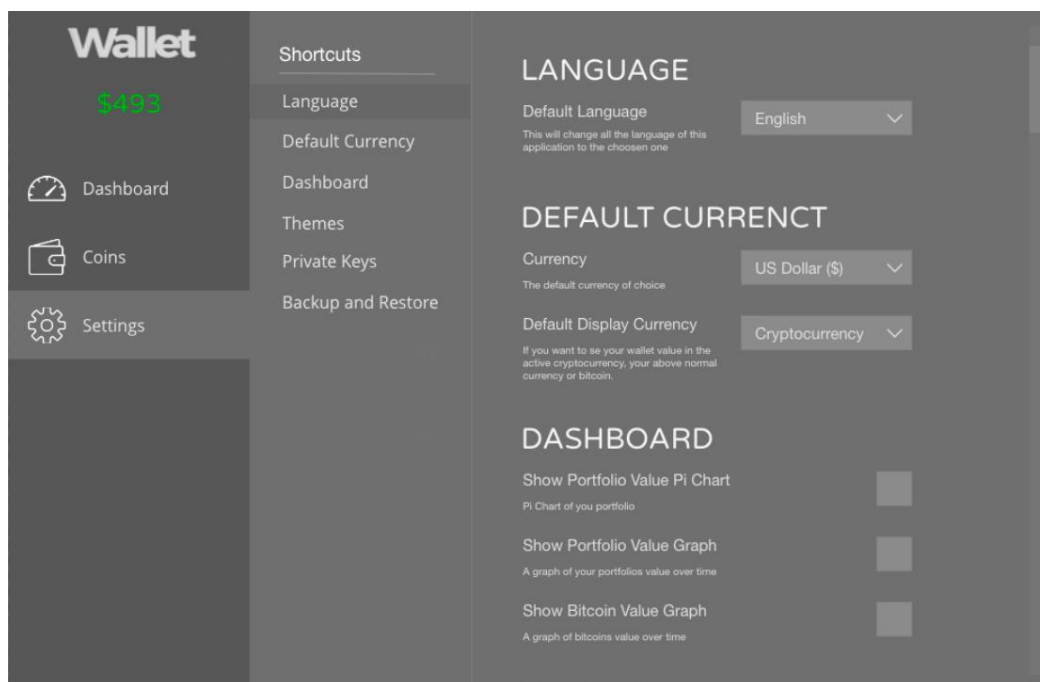 Wallet
$493
Dashboard
Coins
Settings
Shortcuts
Language
Default Currency
Dashboard
Themes
Private Keys
Backup and Restore
LANGUAGE
Default Language
This will change all the language of this
application to the choosen one
English
DEFAULT CURRENCT
Currency
The default currency of choice
US Dollar ($)
Default Display Currency
If you want to se your wallet value in the
active cryptocurrency, your above normal
currency or bitcoin.
Cryptocurrency
DASHBOARD
Show Portfolio Value Pi Chart
Pi Chart of you portfolio
Show Portfolio Value Graph
A graph of your portfolios value over time
Show Bitcoin Value Graph
A graph of bitcoins value over time